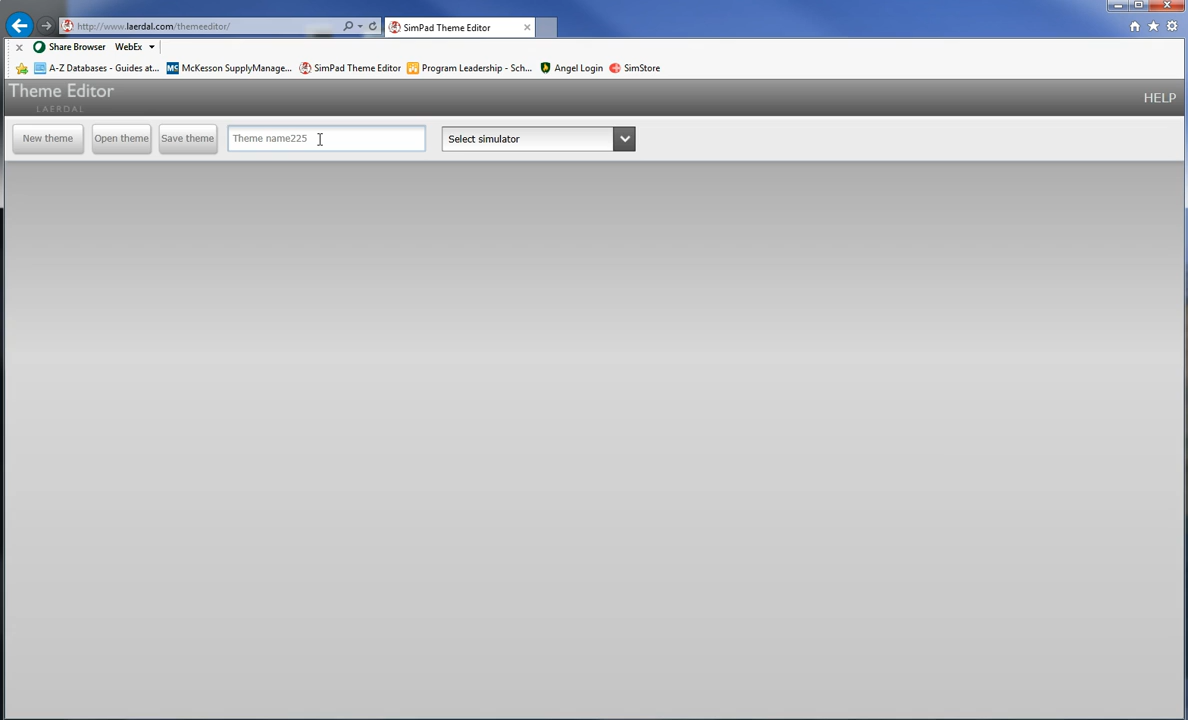 http://www.laerdal.com/themeeditor/
SimPad Theme Editor
x
Share Browser
WebEx
A-Z Databases - Guides at...
MC McKesson SupplyManage...
SimPad Theme Editor
Program Leadership - Sch...
Angel Login
SimStore
Theme Editor
LAERDAL
HELP
New theme
Open theme
Save theme
Theme name225
Select simulator